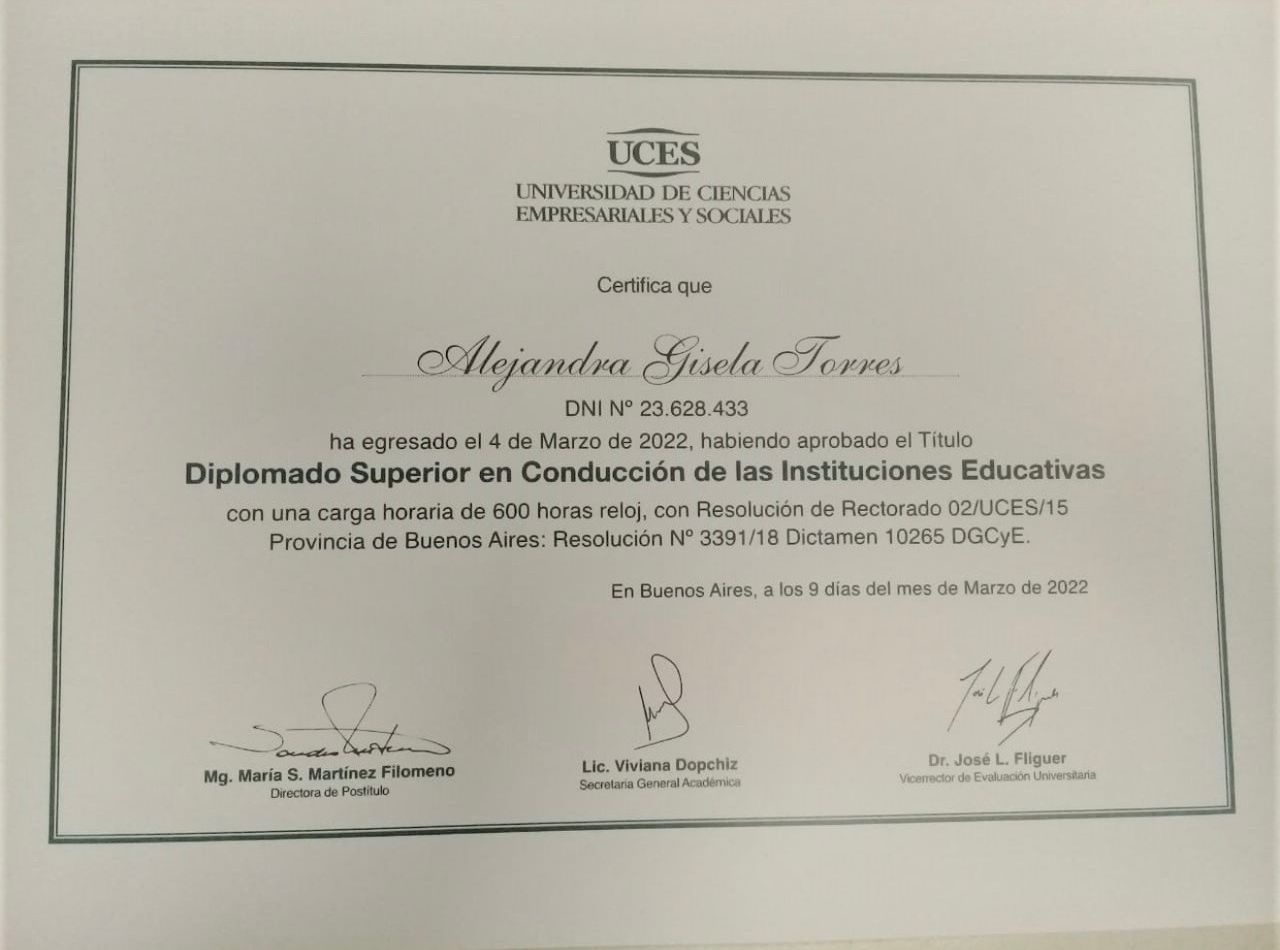 UCES
UNIVERSIDAD DE CIENCIAS
EMPRESARIALES Y SOCIALES
Certifica que
Alejandra Gisela Torres
DNI Nº 23.628.433
ha egresado el 4 de Marzo de 2022, habiendo aprobado el Título
Diplomado Superior en Conducción de las Instituciones Educativas
con una carga horaria de 600 horas reloj, con Resolución de Rectorado 02/UCES/15
Provincia de Buenos Aires: Resolución Nº 3391/18 Dictamen 10265 DGCyE.
En Buenos Aires, a los 9 días del mes de Marzo de 2022
Mg. María S. Martínez Filomeno
Directora de Postítulo
Lic. Viviana Dopchiz
Secretaria General Académica
Dr. José L. Fliguer
Vicerrector de Evaluación Universitaria